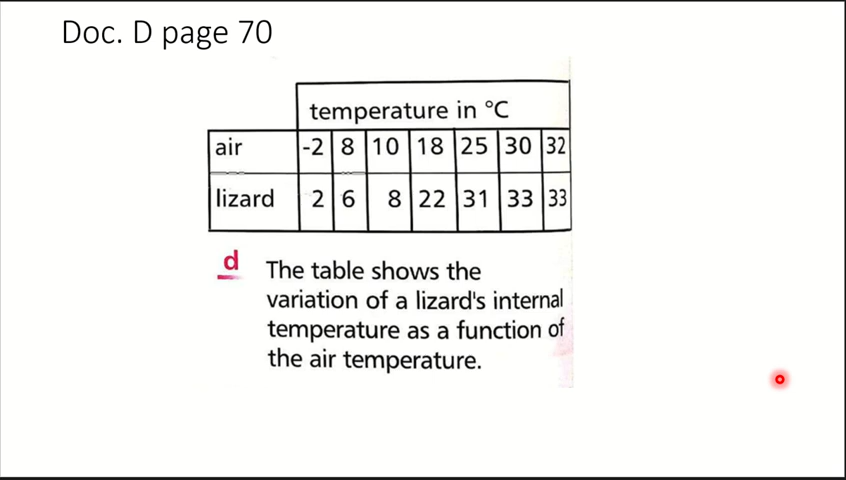 Doc. D page 70
temperature in °C
air -2 8 10 18 25 30 32
lizard 2 6 8 22 31 33 33
d The table shows the
variation of a lizard's internal
temperature as a function of
the air temperature.